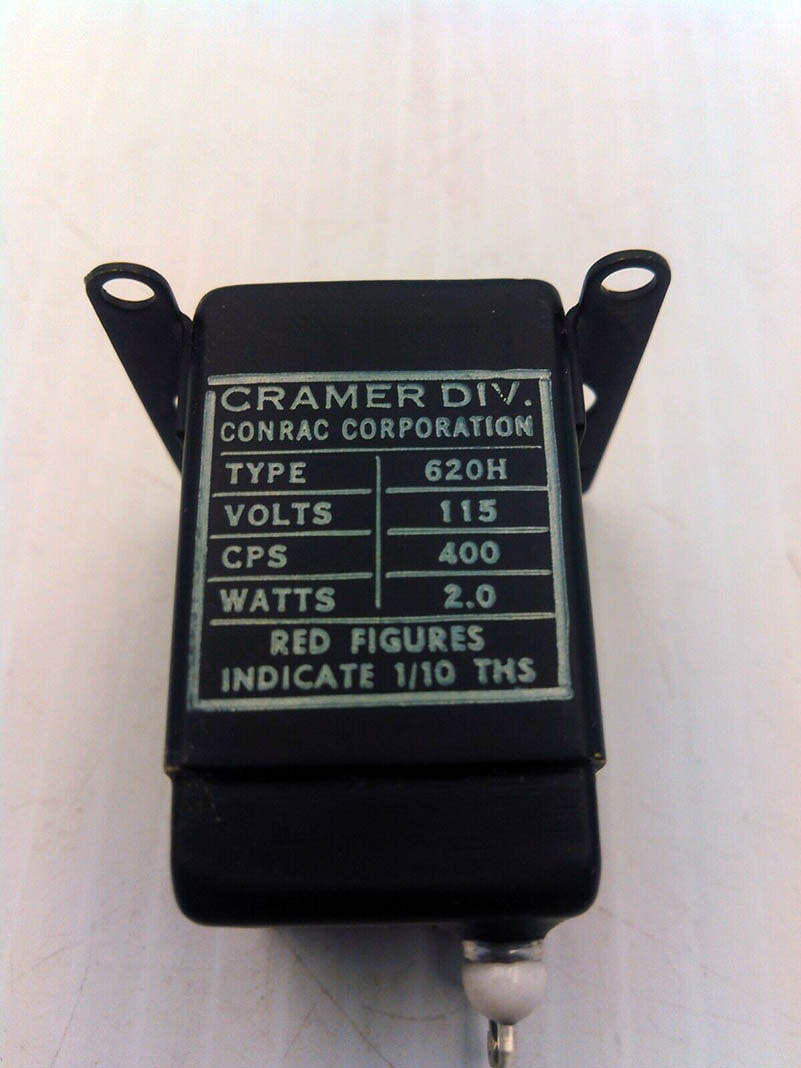 CRAMER DIV.
CONRAC CORPORATION
TYPE 620H
VOLTS 115
CPS 400
WATTS 2.0
RED FIGURES
INDICATE 1/10 THS